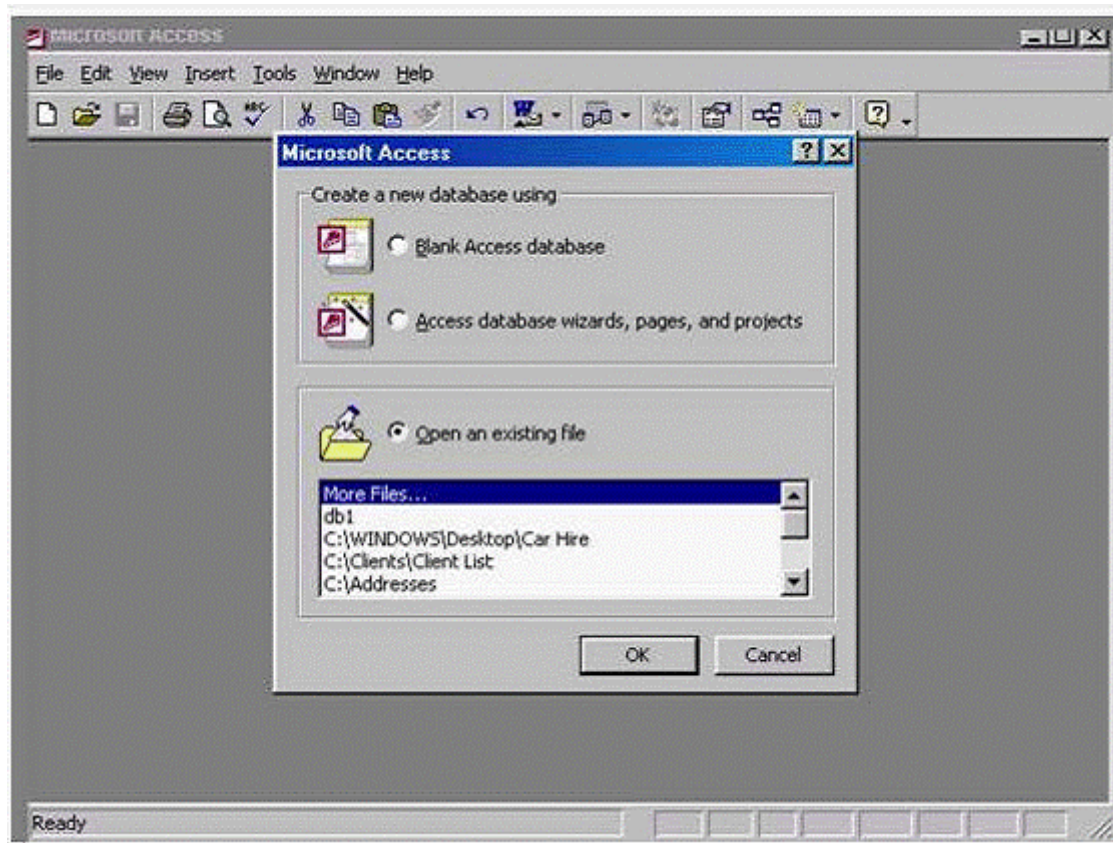 Microsoft Access
File Edit View Insert Tools Window Help
Microsoft Access
Create a new database using
Blank Access database
Access database wizards, pages, and projects
Open an existing file
More Files...
db1
C:\WINDOWS\Desktop\Car Hire
C:\Clients\Client List
C:\Addresses
OK Cancel
Ready